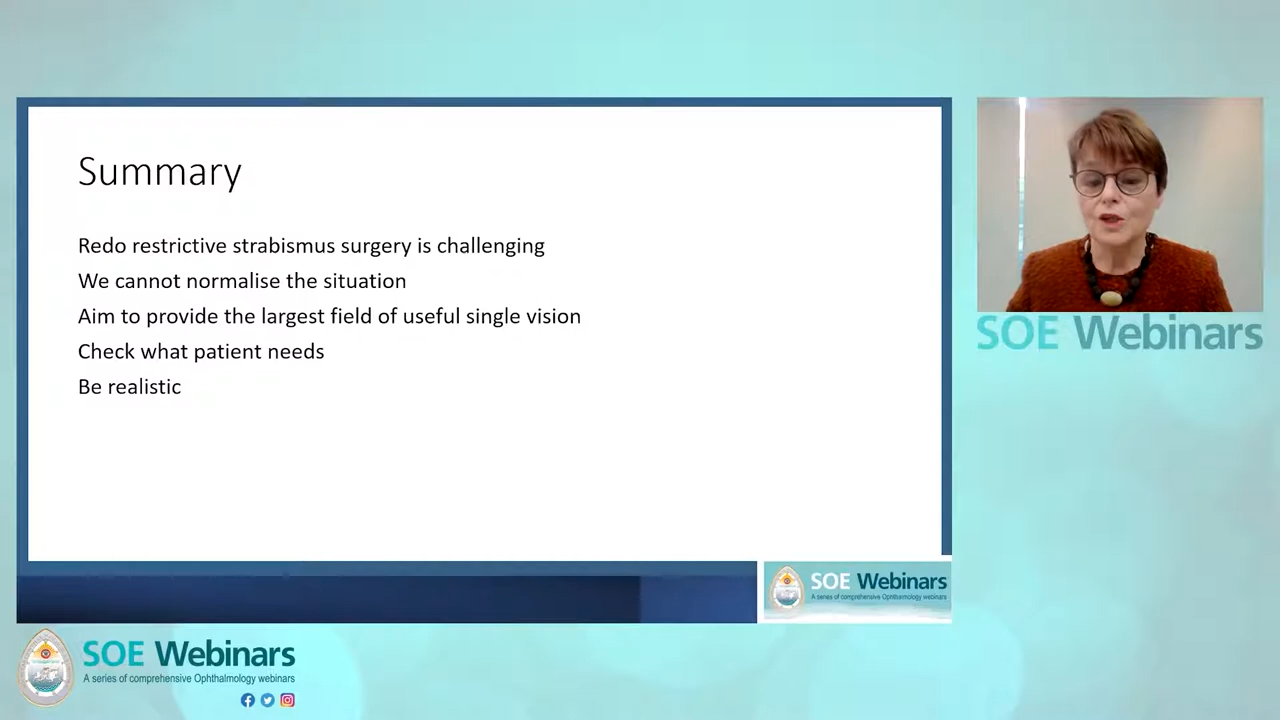 Summary
Redo restrictive strabismus surgery is challenging
We cannot normalise the situation
Aim to provide the largest field of useful single vision
Check what patient needs
Be realistic
SOE Webinars
SOE Webinars
A series of comprehensive Ophthalmology webinars
SOE Webinars
A series of comprehensive Ophthalmology webinars